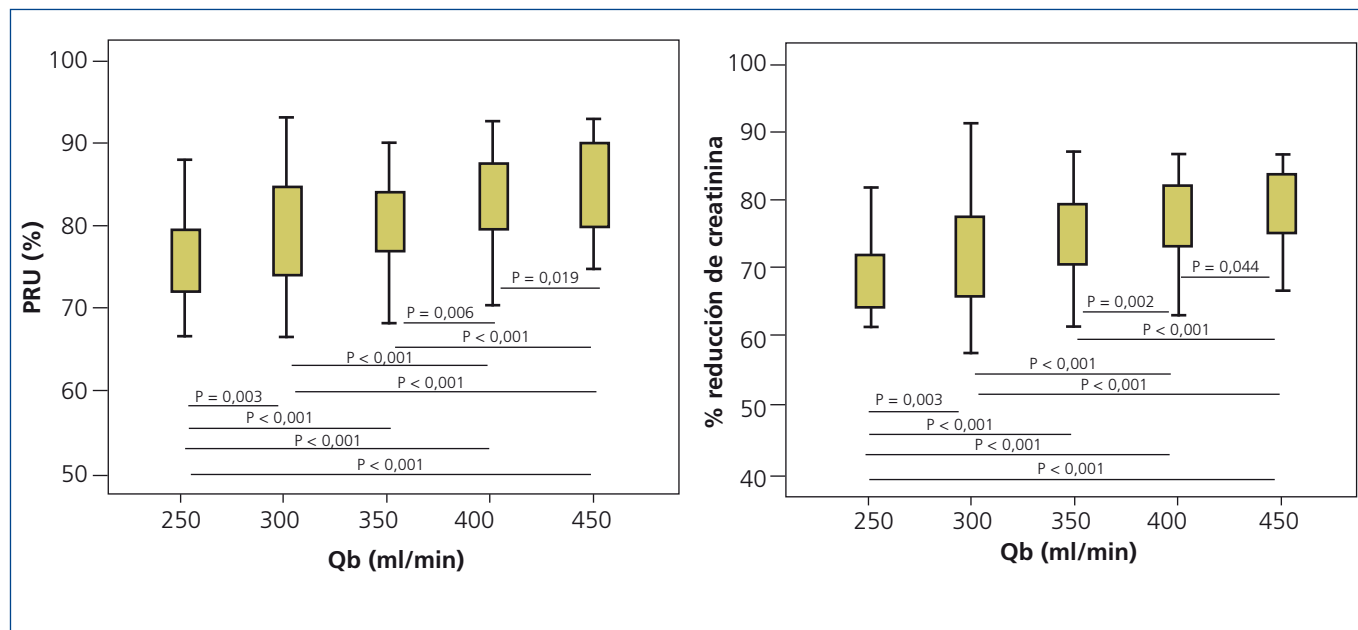 100
90
80
70
60
50
PRU (%)
P = 0,019
P = 0,006
P < 0,001
P < 0,001
P < 0,001
P = 0,003
P < 0,001
P < 0,001
P < 0,001
250 300 350 400 450
Qb (ml/min)
100
90
80
70
60
50
40
% reducción de creatinina
P = 0,044
P = 0,002
P < 0,001
P < 0,001
P < 0,001
P = 0,003
P < 0,001
P < 0,001
P < 0,001
250 300 350 400 450
Qb (ml/min)